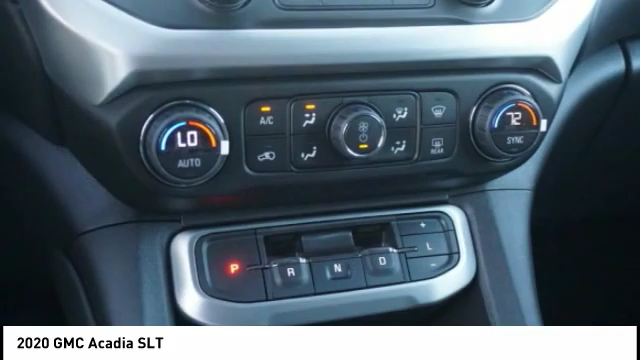 A/C
LO
AUTO
72
SYNC
REAR
P
R
N
D
+
L
-
2020 GMC Acadia SLT